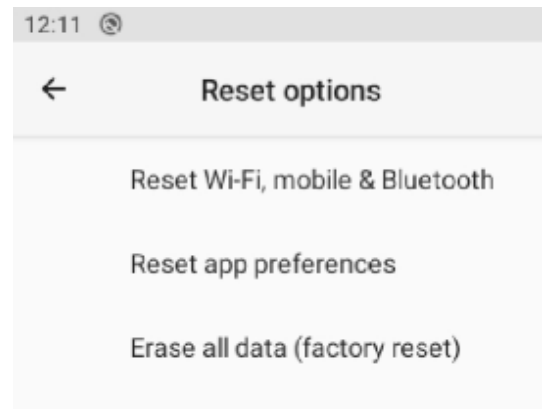 12:11
Reset options
Reset Wi-Fi, mobile & Bluetooth
Reset app preferences
Erase all data (factory reset)